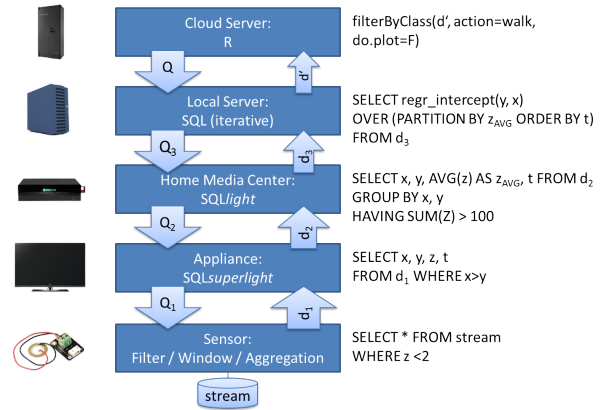 Cloud Server:
R
filterByClass(d‘, action=walk,
do.plot=F)
Q
d‘
Local Server:
SQL (iterative)
SELECT regr_intercept(y, x)
OVER (PARTITION BY zAVG ORDER BY t)
FROM d3
Q3
d3
Home Media Center:
SQLlight
SELECT x, y, AVG(z) AS zAVG, t FROM d2
GROUP BY x, y
HAVING SUM(Z) > 100
Q2
d2
Appliance:
SQLsuperlight
SELECT x, y, z, t
FROM d1 WHERE x>y
Q1
d1
Sensor:
Filter / Window / Aggregation
SELECT * FROM stream
WHERE z <2
stream